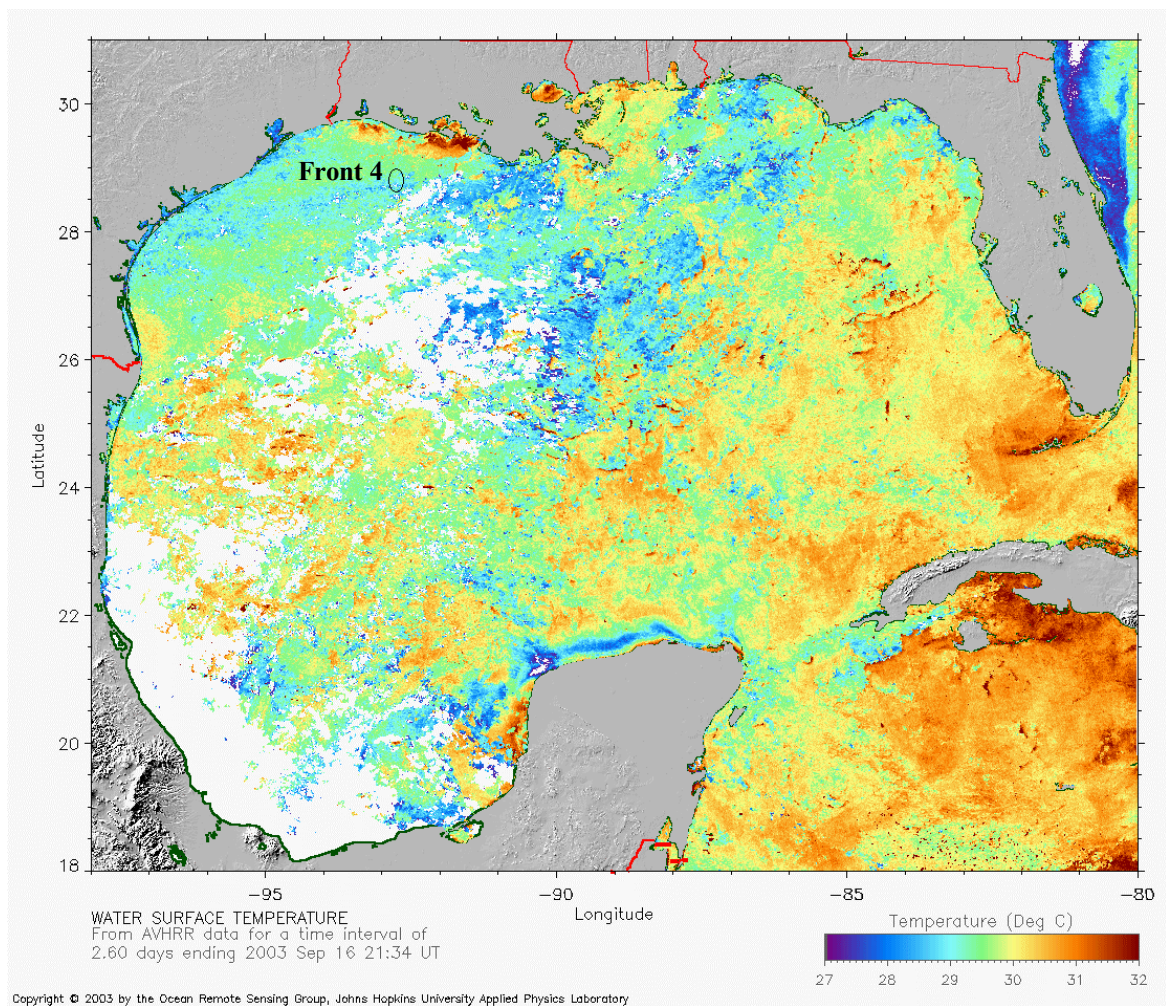 30
Front 4
28
26
Latitude
24
22
20
18
-95
-90
-85
-80
Longitude
WATER SURFACE TEMPERATURE
From AVHRR data for a time interval of
2.60 days ending 2003 Sep 16 21:34 UT
Temperature (Deg C)
27 28 29 30 31 32
Copyright © 2003 by the Ocean Remote Sensing Group, Johns Hopkins University Applied Physics Laboratory